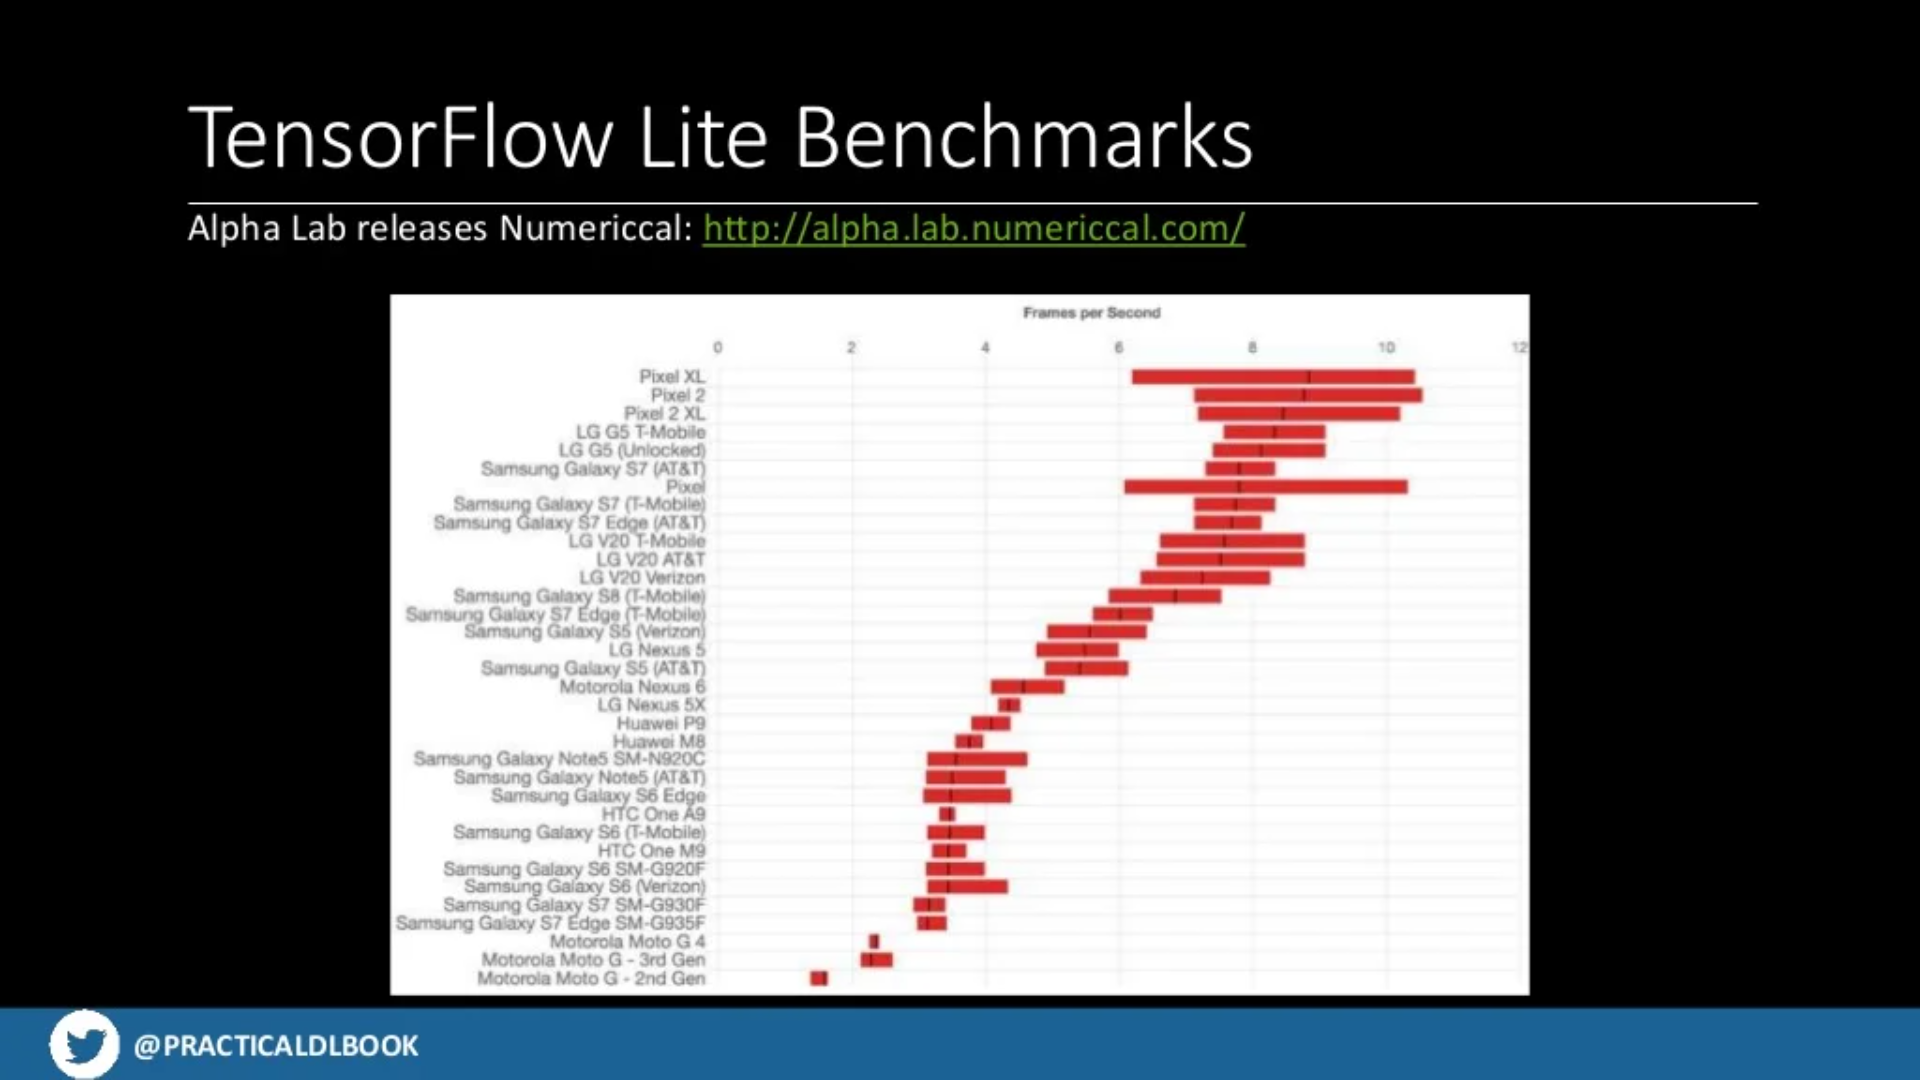 TensorFlow Lite Benchmarks
Alpha Lab releases Numericcal: http://alpha.lab.numericcal.com/
Frames per Second
0 2 4 6 8 10 12
Pixel XL
Pixel 2
Pixel 2 XL
LG G5 T-Mobile
LG G5 (Unlocked)
Samsung Galaxy S7 (AT&T)
Pixel
Samsung Galaxy S7 (T-Mobile)
Samsung Galaxy S7 Edge (AT&T)
LG V20 T-Mobile
LG V20 AT&T
LG V20 Verizon
Samsung Galaxy S8 (T-Mobile)
Samsung Galaxy S7 Edge (T-Mobile)
Samsung Galaxy S5 (Verizon)
LG Nexus 5
Samsung Galaxy S5 (AT&T)
Motorola Nexus 6
LG Nexus 5X
Huawei P9
Huawei M8
Samsung Galaxy Note5 SM-N920C
Samsung Galaxy Note5 (AT&T)
Samsung Galaxy S6 Edge
HTC One A9
Samsung Galaxy S6 (T-Mobile)
HTC One M9
Samsung Galaxy S6 SM-G920F
Samsung Galaxy S6 (Verizon)
Samsung Galaxy S7 SM-G930F
Samsung Galaxy S7 Edge SM-G935F
Motorola Moto G 4
Motorola Moto G - 3rd Gen
Motorola Moto G - 2nd Gen
@PRACTICALDLBOOK